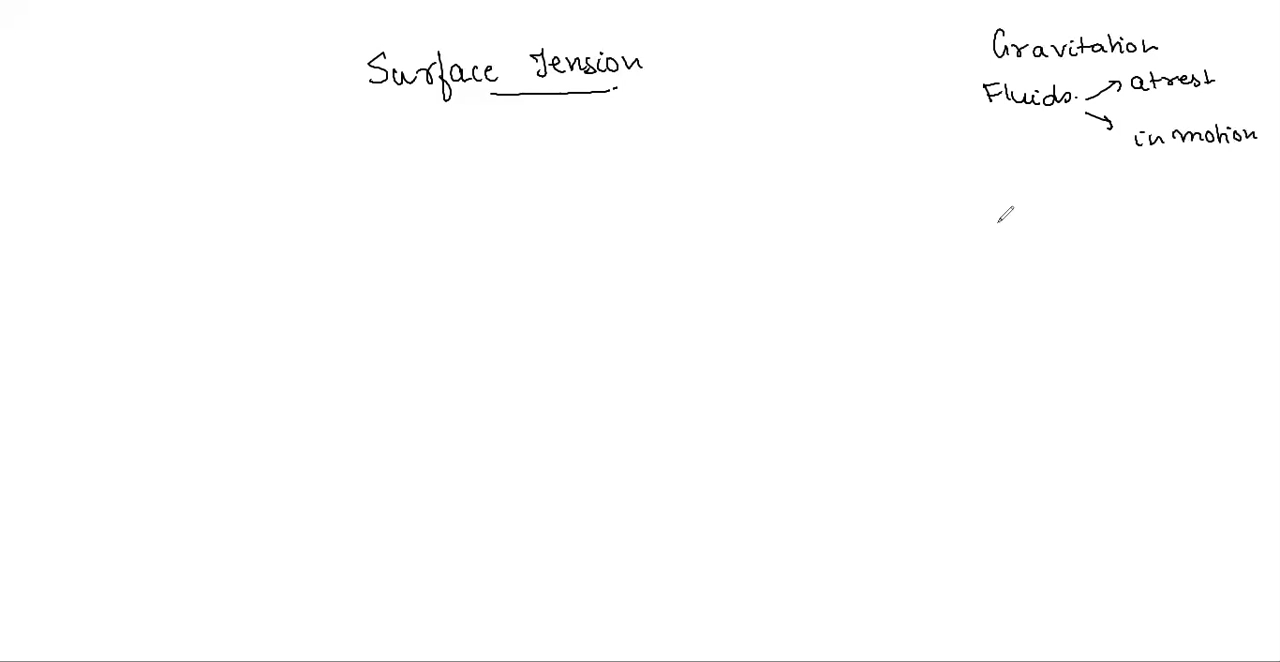 Surface Tension
Gravitation
Fluids. → at rest
→ in motion